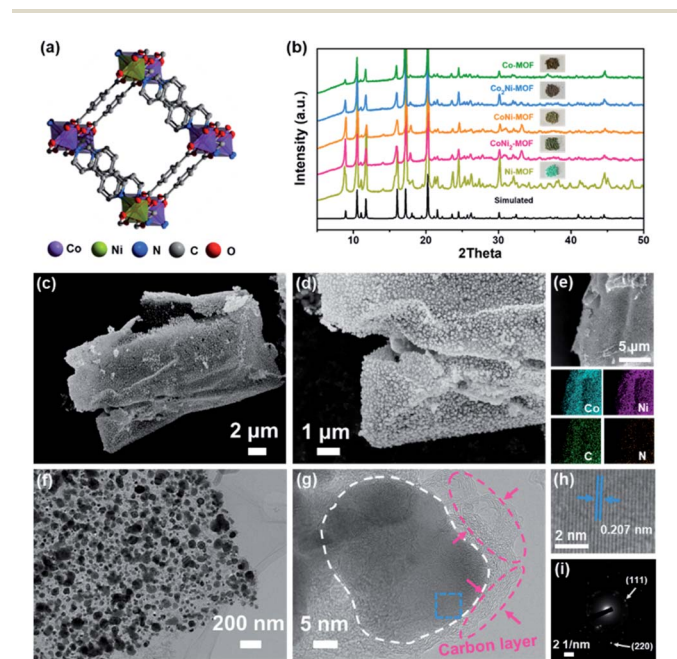 (a)
Co Ni N C O
(b)
Intensity (a.u.)
Co-MOF
Co₂Ni-MOF
CoNi-MOF
CoNi₂-MOF
Ni-MOF
Simulated
10 20 30 40 50
2Theta
(c)
2 µm
(d)
1 µm
(e)
5 µm
Co Ni
C N
(f)
200 nm
(g)
5 nm
Carbon layer
(h)
2 nm
0.207 nm
(i)
(111)
(220)
2 1/nm